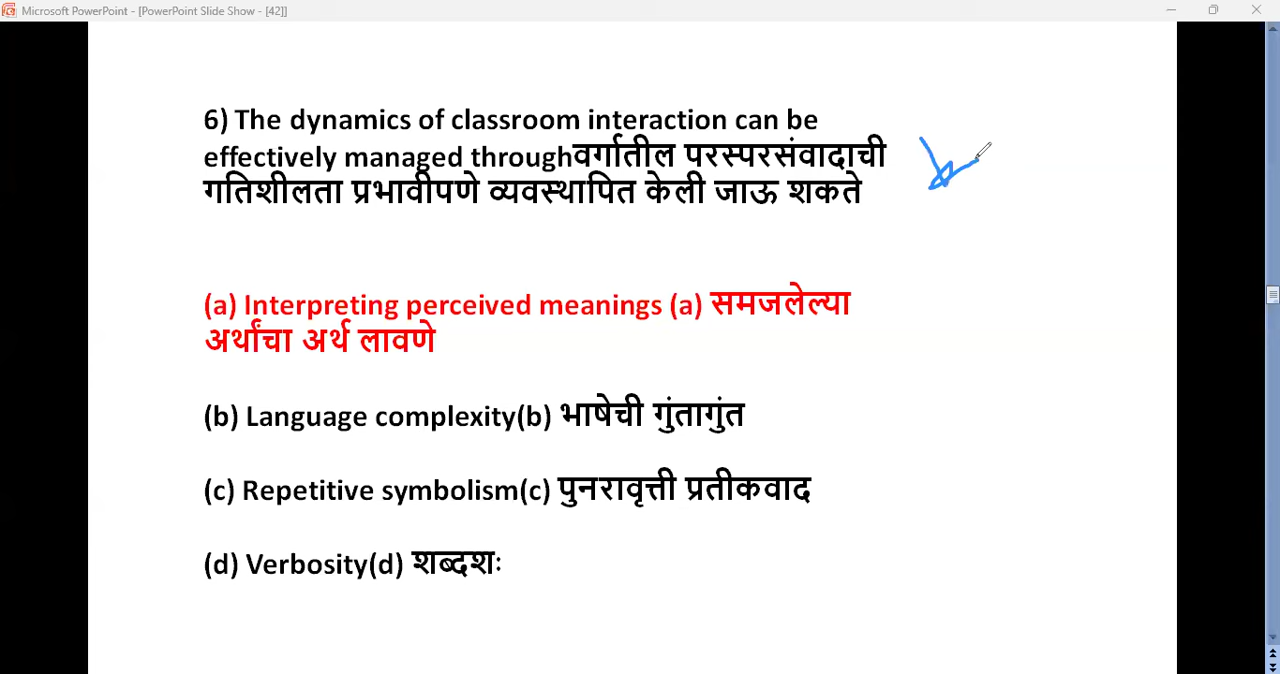 Microsoft PowerPoint - [PowerPoint Slide Show - [42]]
6) The dynamics of classroom interaction can be
effectively managed throughवर्गातील परस्परसंवादाची
गतिशीलता प्रभावीपणे व्यवस्थापित केली जाऊ शकते
(a) Interpreting perceived meanings (a) समजलेल्या
अर्थांचा अर्थ लावणे
(b) Language complexity(b) भाषेची गुंतागुंत
(c) Repetitive symbolism(c) पुनरावृत्ती प्रतीकवाद
(d) Verbosity(d) शब्दशः